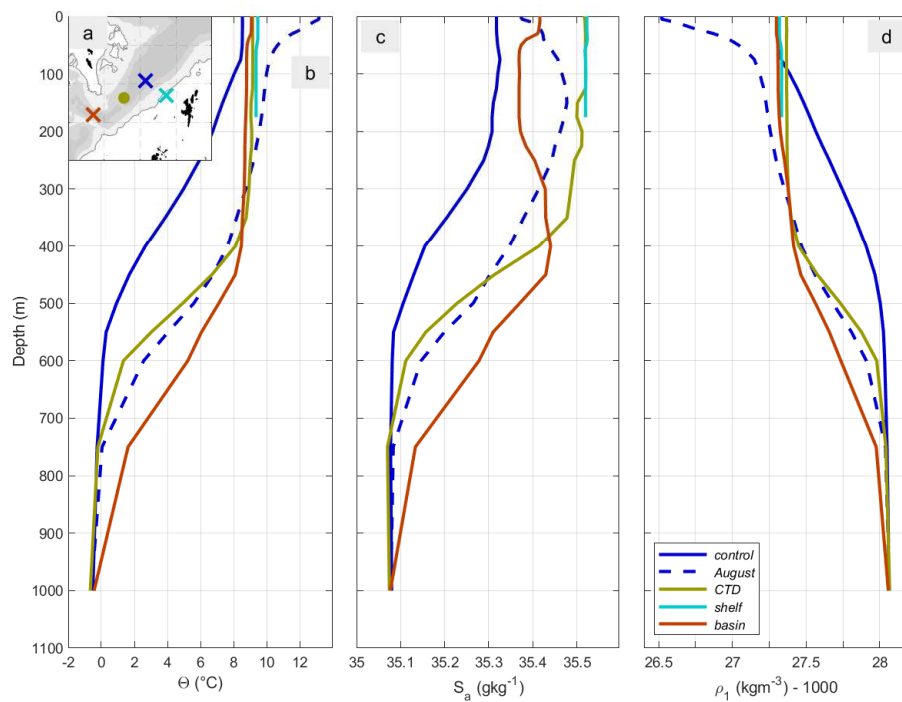 a
b
c
d
0
100
200
300
400
500
600
700
800
900
1000
1100
Depth (m)
-2
0
2
4
6
8
10
12
14
Θ (°C)
35
35.1
35.2
35.3
35.4
35.5
S_a (gkg^-1)
control
August
CTD
shelf
basin
26.5
27
27.5
28
ρ_1 (kgm^-3) - 1000